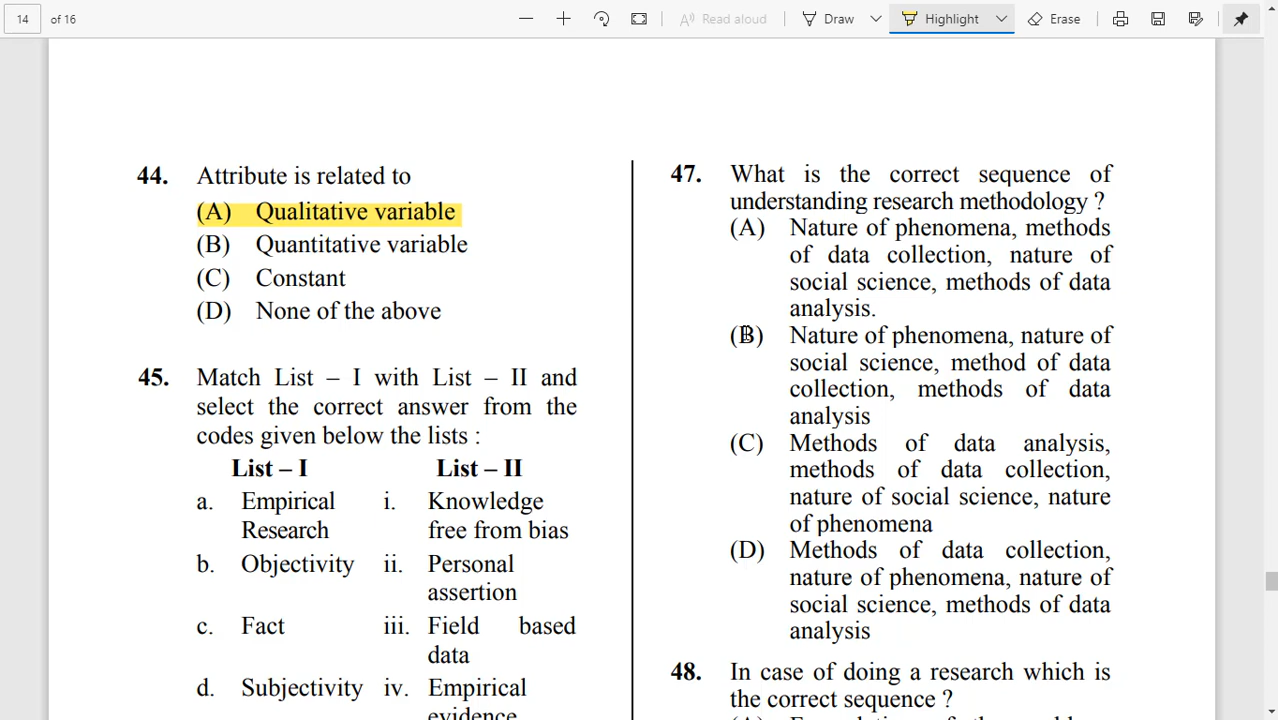 14 of 16
Read aloud
Draw
Highlight
Erase
44. Attribute is related to
(A) Qualitative variable
(B) Quantitative variable
(C) Constant
(D) None of the above
45. Match List – I with List – II and
select the correct answer from the
codes given below the lists :
List – I List – II
a. Empirical i. Knowledge
Research free from bias
b. Objectivity ii. Personal
assertion
c. Fact iii. Field based
data
d. Subjectivity iv. Empirical
evidence
47. What is the correct sequence of
understanding research methodology ?
(A) Nature of phenomena, methods
of data collection, nature of
social science, methods of data
analysis.
(B) Nature of phenomena, nature of
social science, method of data
collection, methods of data
analysis
(C) Methods of data analysis,
methods of data collection,
nature of social science, nature
of phenomena
(D) Methods of data collection,
nature of phenomena, nature of
social science, methods of data
analysis
48. In case of doing a research which is
the correct sequence ?